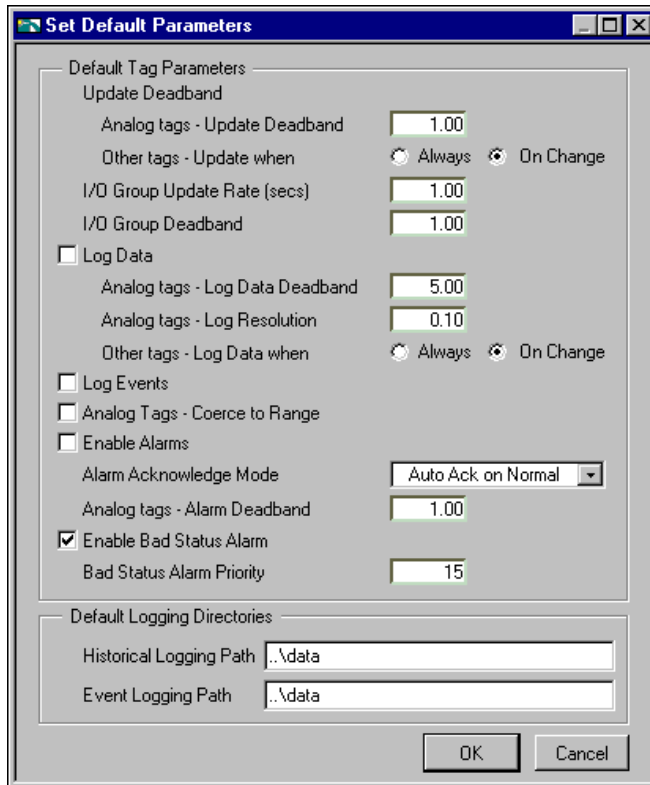 Set Default Parameters
Default Tag Parameters
Update Deadband
Analog tags - Update Deadband 1.00
Other tags - Update when Always On Change
I/O Group Update Rate (secs) 1.00
I/O Group Deadband 1.00
Log Data
Analog tags - Log Data Deadband 5.00
Analog tags - Log Resolution 0.10
Other tags - Log Data when Always On Change
Log Events
Analog Tags - Coerce to Range
Enable Alarms
Alarm Acknowledge Mode Auto Ack on Normal
Analog tags - Alarm Deadband 1.00
Enable Bad Status Alarm
Bad Status Alarm Priority 15
Default Logging Directories
Historical Logging Path ..\data
Event Logging Path ..\data
OK Cancel